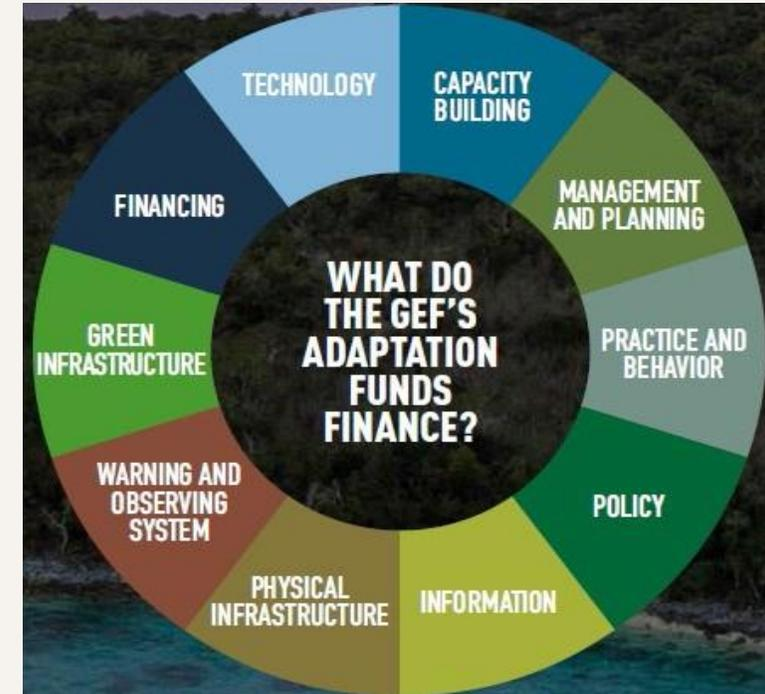 WHAT DO
THE GEF'S
ADAPTATION
FUNDS
FINANCE?
CAPACITY
BUILDING
MANAGEMENT
AND PLANNING
PRACTICE AND
BEHAVIOR
POLICY
INFORMATION
PHYSICAL
INFRASTRUCTURE
WARNING AND
OBSERVING
SYSTEM
GREEN
INFRASTRUCTURE
FINANCING
TECHNOLOGY